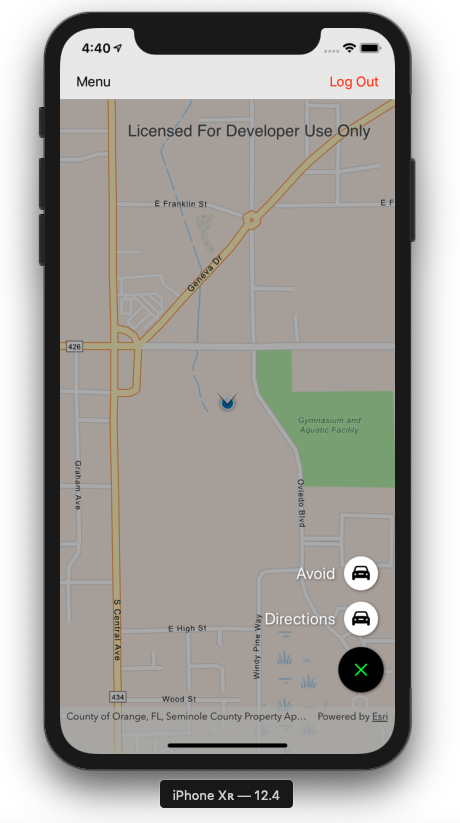 4:40
Menu
Log Out
Licensed For Developer Use Only
E Franklin St
E F
Geneva Dr
426
Gymnasium and
Aquatic Facility
Graham Ave
Oviedo Blvd
Avoid
S Central Ave
Windy Pine Way
Directions
E High St
434
Wood St
County of Orange, FL, Seminole County Property Ap...
Powered by Esri
iPhone Xʀ — 12.4